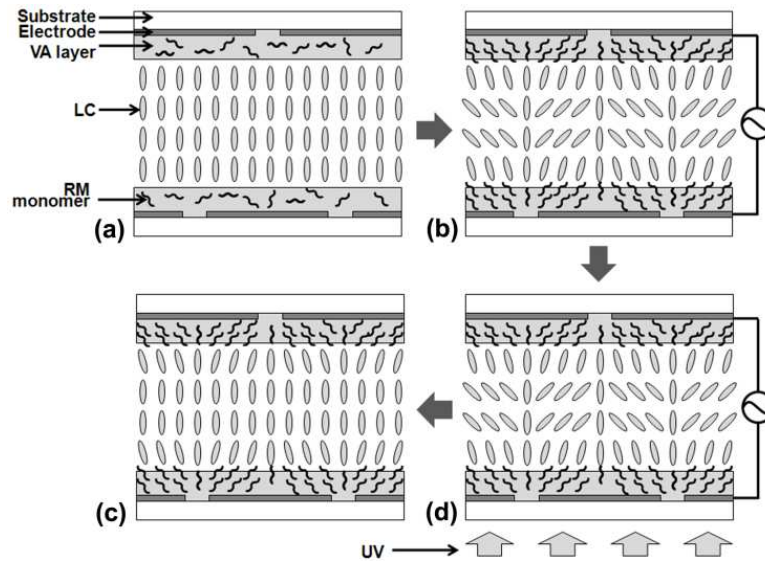 Substrate
Electrode
VA layer
LC
RM
monomer
(a)
(b)
(c)
(d)
UV